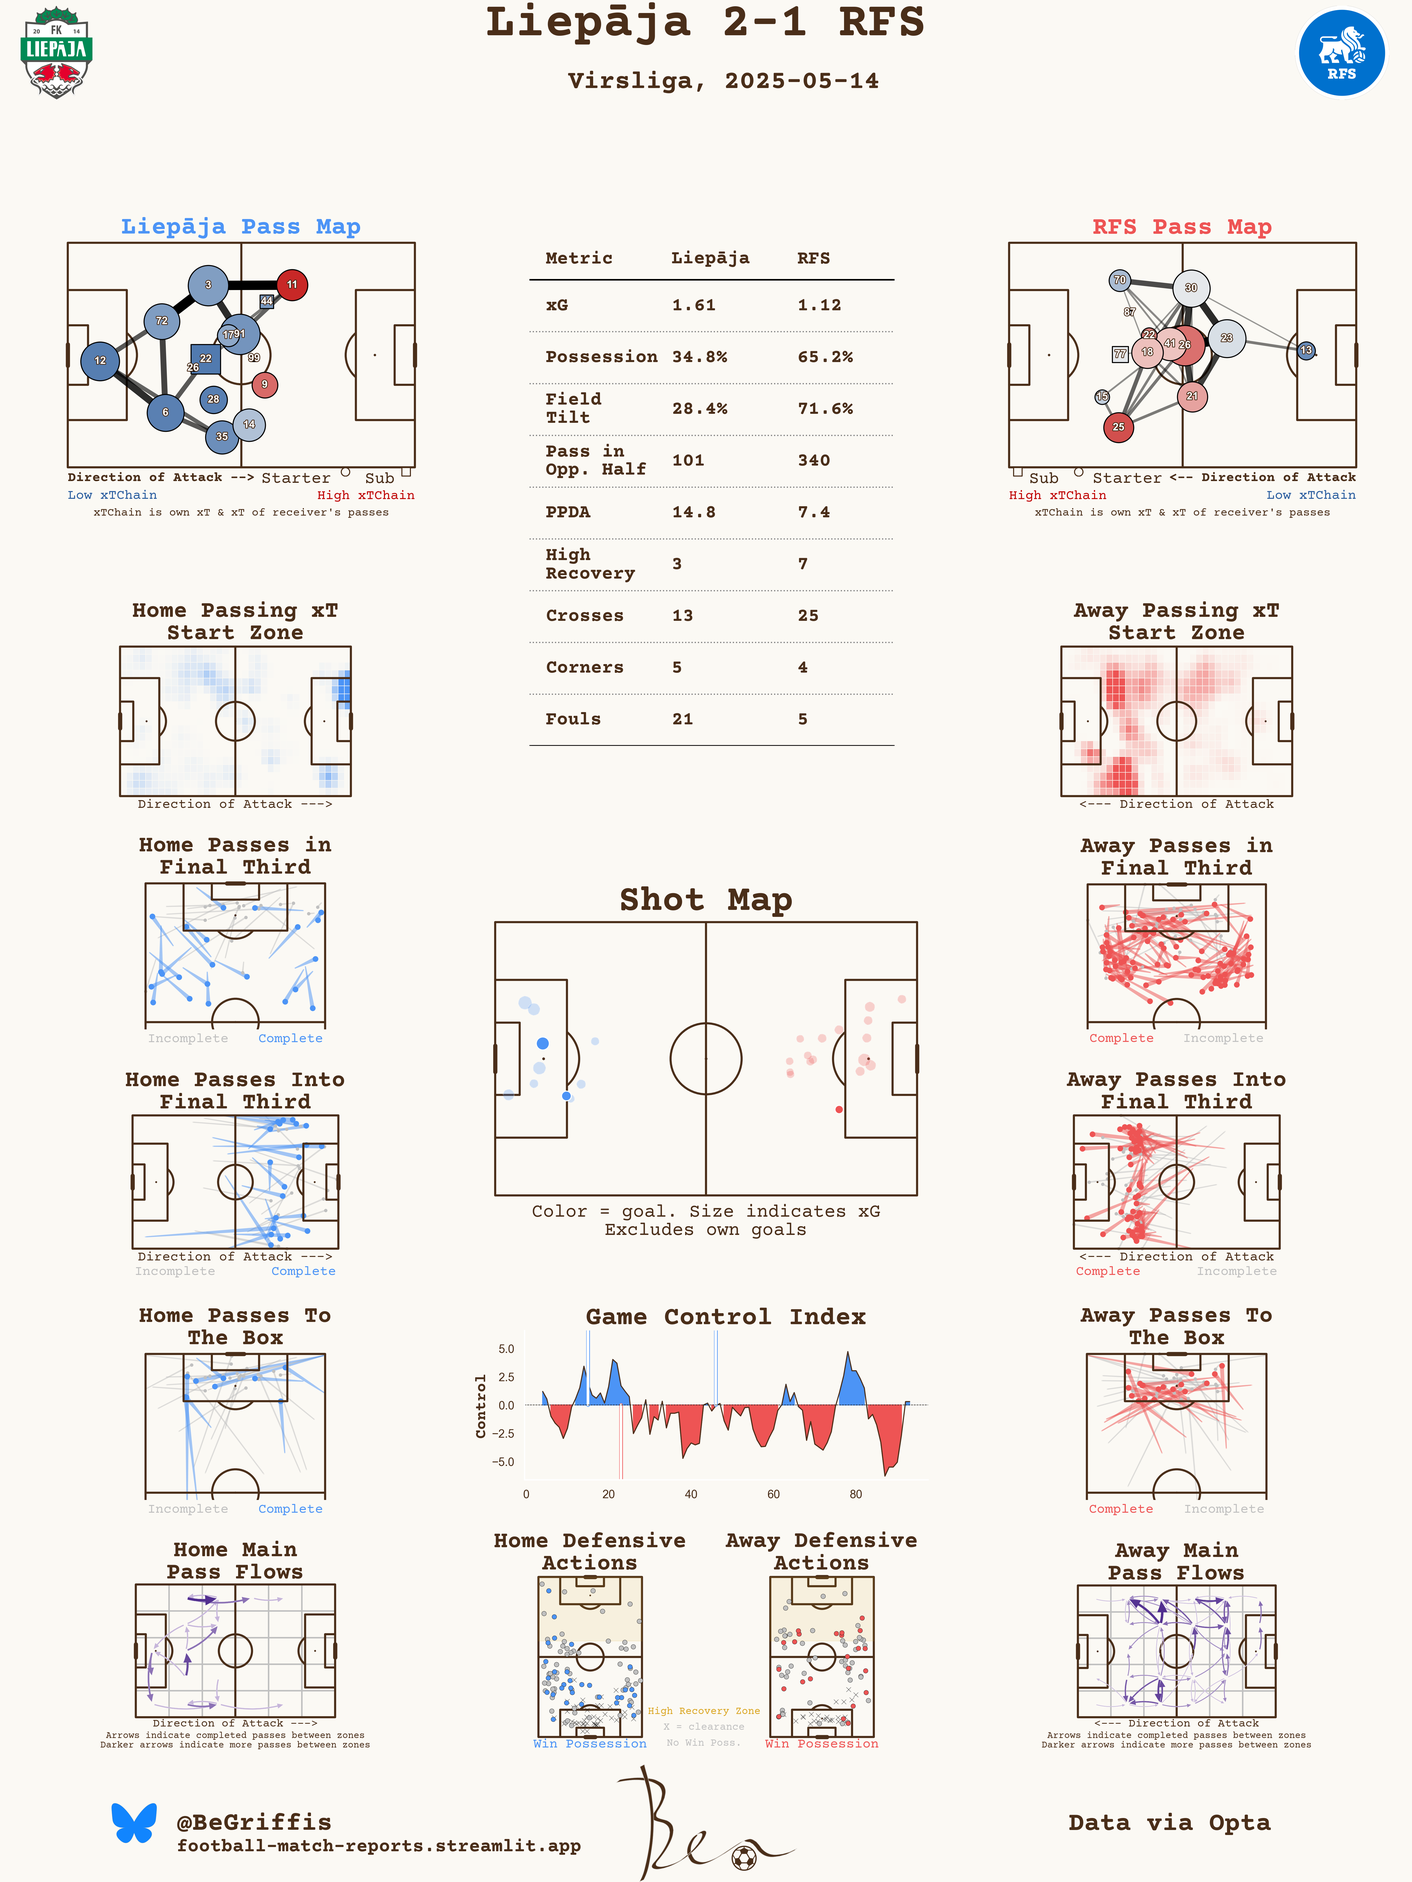 Liepāja 2-1 RFS
Virsliga, 2025-05-14
20 FK 14
LIEPĀJA
RFS
Liepāja Pass Map
3
11
44
72
17
91
12
22
99
26
9
28
6
14
35
Direction of Attack --> Starter Sub
Low xTChain High xTChain
xTChain is own xT & xT of receiver's passes
Metric Liepāja RFS
xG 1.61 1.12
Possession 34.8% 65.2%
Field
Tilt 28.4% 71.6%
Pass in
Opp. Half 101 340
PPDA 14.8 7.4
High
Recovery 3 7
Crosses 13 25
Corners 5 4
Fouls 21 5
RFS Pass Map
70
30
87
22
41
26
23
77
18
13
15
21
25
Sub Starter <-- Direction of Attack
High xTChain Low xTChain
xTChain is own xT & xT of receiver's passes
Home Passing xT
Start Zone
Direction of Attack --->
Away Passing xT
Start Zone
<--- Direction of Attack
Home Passes in
Final Third
Incomplete Complete
Away Passes in
Final Third
Complete Incomplete
Shot Map
Color = goal. Size indicates xG
Excludes own goals
Home Passes Into
Final Third
Direction of Attack --->
Incomplete Complete
Away Passes Into
Final Third
<--- Direction of Attack
Complete Incomplete
Home Passes To
The Box
Incomplete Complete
Game Control Index
Control
5.0
2.5
0.0
−2.5
−5.0
0 20 40 60 80
Away Passes To
The Box
Complete Incomplete
Home Main
Pass Flows
Direction of Attack --->
Arrows indicate completed passes between zones
Darker arrows indicate more passes between zones
Home Defensive
Actions
Win Possession
Away Defensive
Actions
Win Possession
High Recovery Zone
X = clearance
No Win Poss.
Away Main
Pass Flows
<--- Direction of Attack
Arrows indicate completed passes between zones
Darker arrows indicate more passes between zones
@BeGriffis
football-match-reports.streamlit.app
Ben
Data via Opta